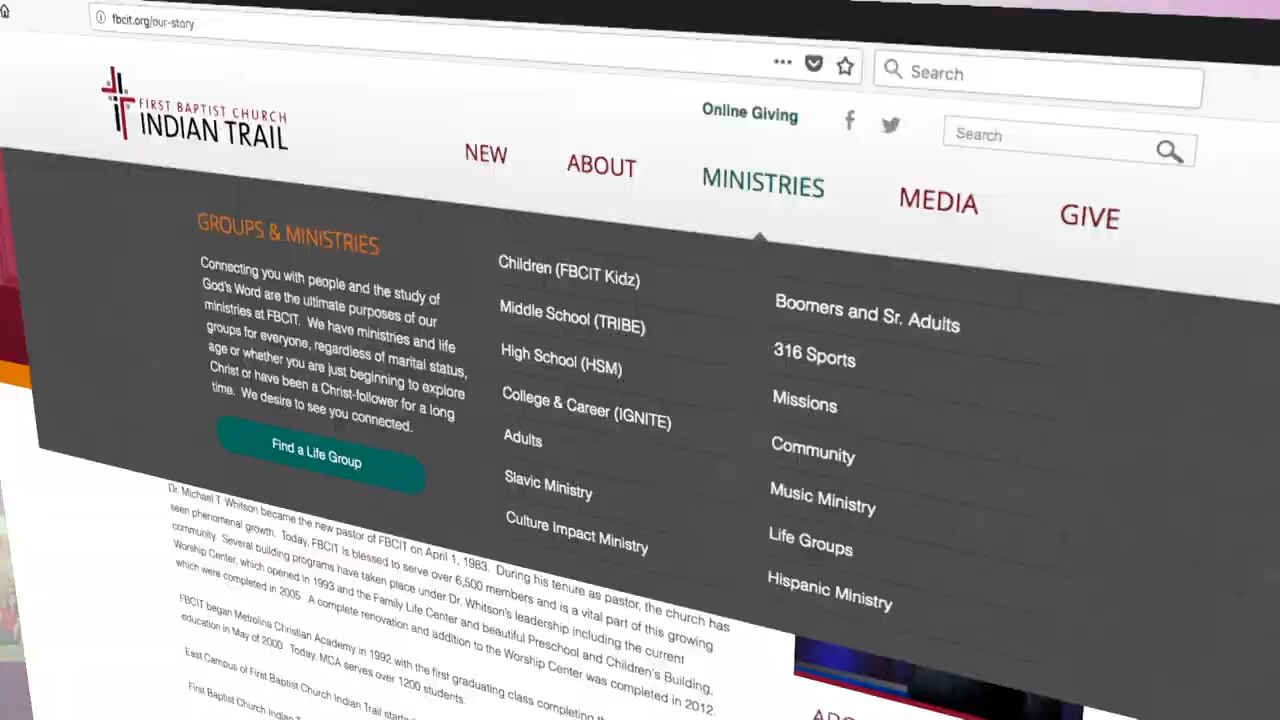 fbcit.org/our-story
Search
FIRST BAPTIST CHURCH
INDIAN TRAIL
Online Giving
Search
NEW
ABOUT
MINISTRIES
MEDIA
GIVE
GROUPS & MINISTRIES
Connecting you with people and the study of
God's Word are the ultimate purposes of our
ministries at FBCIT. We have ministries and life
groups for everyone, regardless of marital status,
age or whether you are just beginning to explore
Christ or have been a Christ-follower for a long
time. We desire to see you connected.
Find a Life Group
Children (FBCIT Kidz)
Middle School (TRIBE)
High School (HSM)
College & Career (IGNITE)
Adults
Slavic Ministry
Culture Impact Ministry
Boomers and Sr. Adults
316 Sports
Missions
Community
Music Ministry
Life Groups
Hispanic Ministry
Dr. Michael T. Whitson became the new pastor of FBCIT on April 1, 1983. During his tenure as pastor, the church has
seen phenomenal growth. Today, FBCIT is blessed to serve over 6,500 members and is a vital part of this growing
community. Several building programs have taken place under Dr. Whitson's leadership including the current
Worship Center, which opened in 1993 and the Family Life Center and beautiful Preschool and Children's Building,
which were completed in 2005. A complete renovation and addition to the Worship Center was completed in 2012.
FBCIT began Metrolina Christian Academy in 1992 with the first graduating class completing
education in May of 2000. Today, MCA serves over 1200 students.
East Campus of First Baptist Church Indian Trail started
First Baptist Church Indian